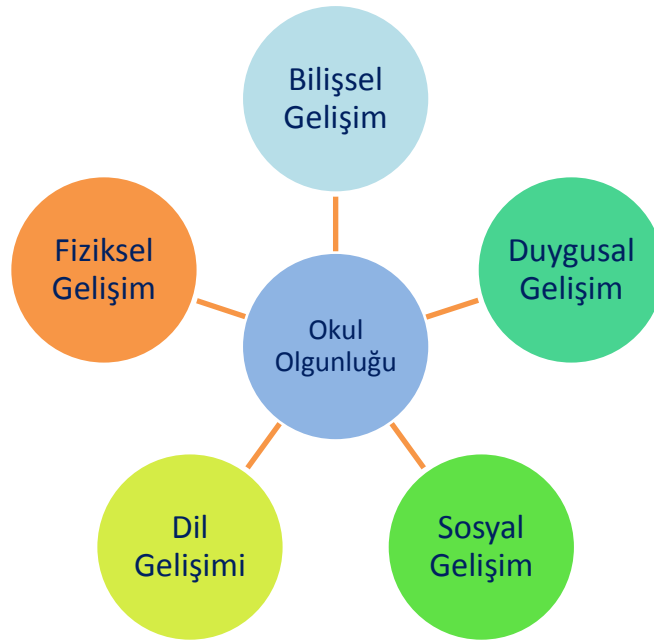 Bilişsel
Gelişim
Duygusal
Gelişim
Sosyal
Gelişim
Dil
Gelişimi
Fiziksel
Gelişim
Okul
Olgunluğu